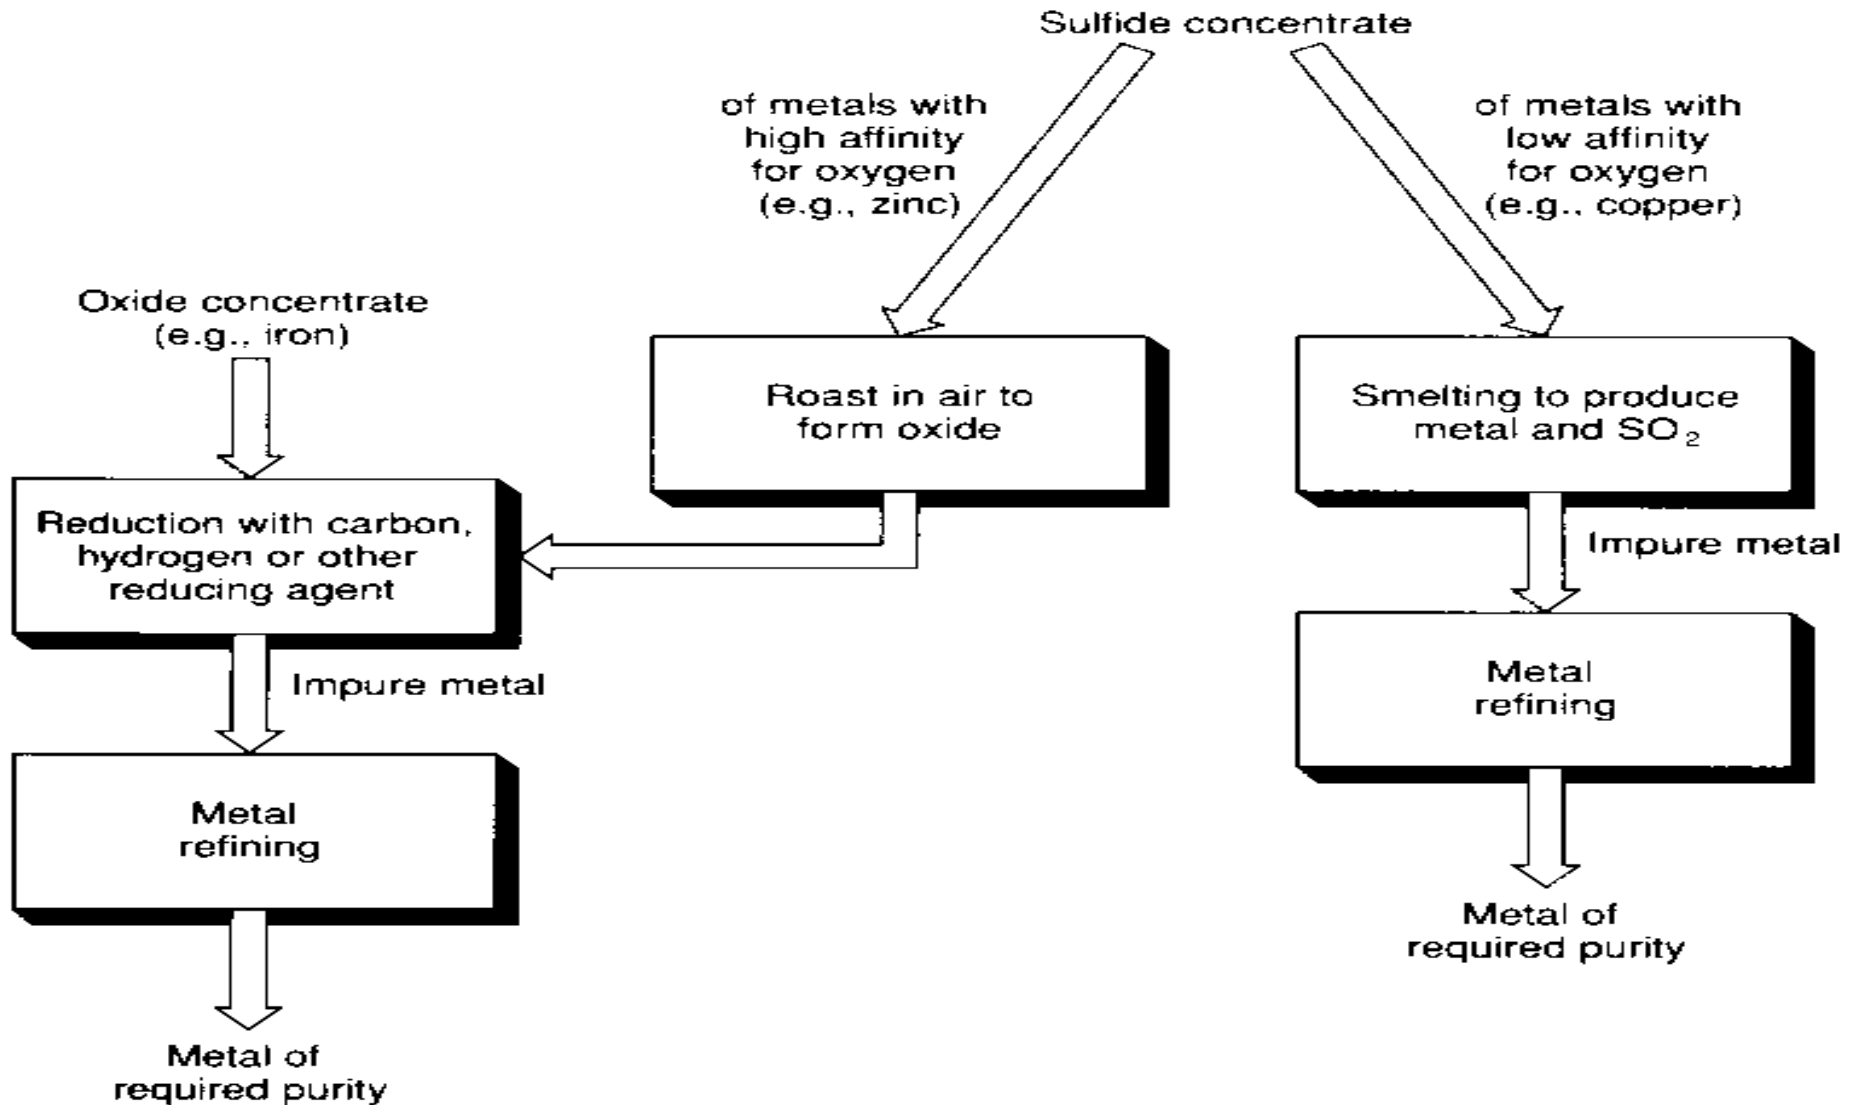 Sulfide concentrate
of metals with
high affinity
for oxygen
(e.g., zinc)
of metals with
low affinity
for oxygen
(e.g., copper)
Oxide concentrate
(e.g., iron)
Roast in air to
form oxide
Smelting to produce
metal and SO₂
Reduction with carbon,
hydrogen or other
reducing agent
Impure metal
Impure metal
Metal
refining
Metal
refining
Metal of
required purity
Metal of
required purity